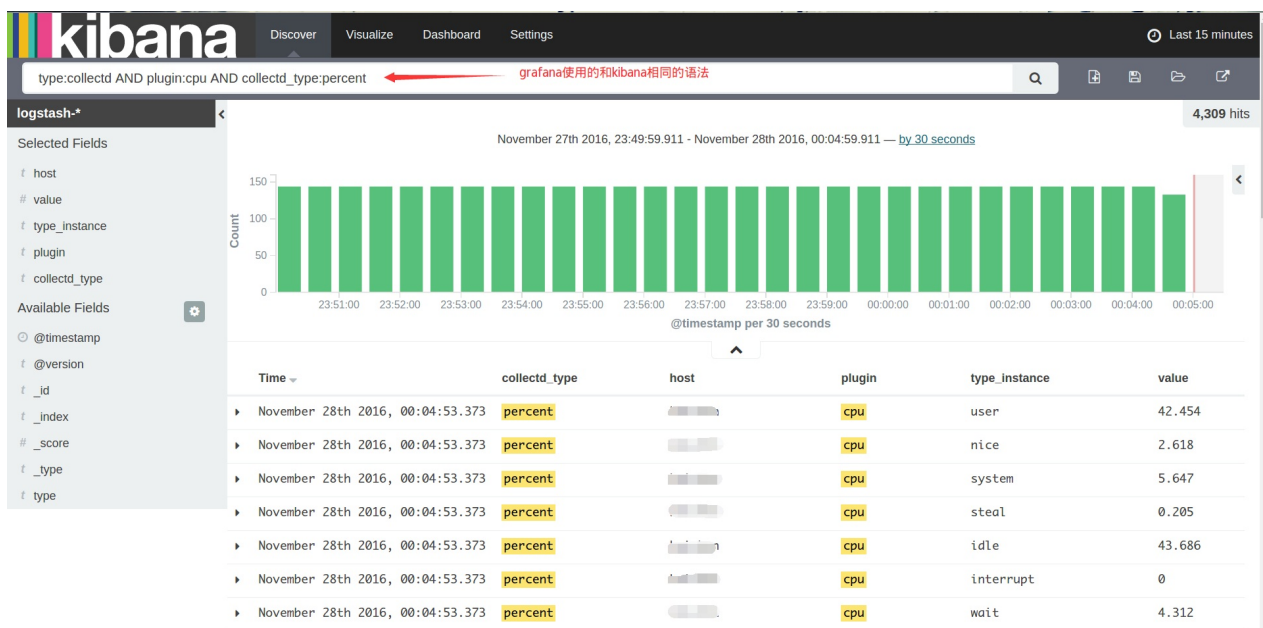 kibana Discover Visualize Dashboard Settings Last 15 minutes
type:collectd AND plugin:cpu AND collectd_type:percent grafana使用的和kibana相同的语法
logstash-*
4,309 hits
Selected Fields
t host
# value
t type_instance
t plugin
t collectd_type
Available Fields
@timestamp
t @version
t _id
t _index
# _score
t _type
t type
November 27th 2016, 23:49:59.911 - November 28th 2016, 00:04:59.911 — by 30 seconds
Count
150
100
50
0
23:51:00 23:52:00 23:53:00 23:54:00 23:55:00 23:56:00 23:57:00 23:58:00 23:59:00 00:00:00 00:01:00 00:02:00 00:03:00 00:04:00 00:05:00
@timestamp per 30 seconds
Time collectd_type host plugin type_instance value
November 28th 2016, 00:04:53.373 percent cpu user 42.454
November 28th 2016, 00:04:53.373 percent cpu nice 2.618
November 28th 2016, 00:04:53.373 percent cpu system 5.647
November 28th 2016, 00:04:53.373 percent cpu steal 0.205
November 28th 2016, 00:04:53.373 percent cpu idle 43.686
November 28th 2016, 00:04:53.373 percent cpu interrupt 0
November 28th 2016, 00:04:53.373 percent cpu wait 4.312